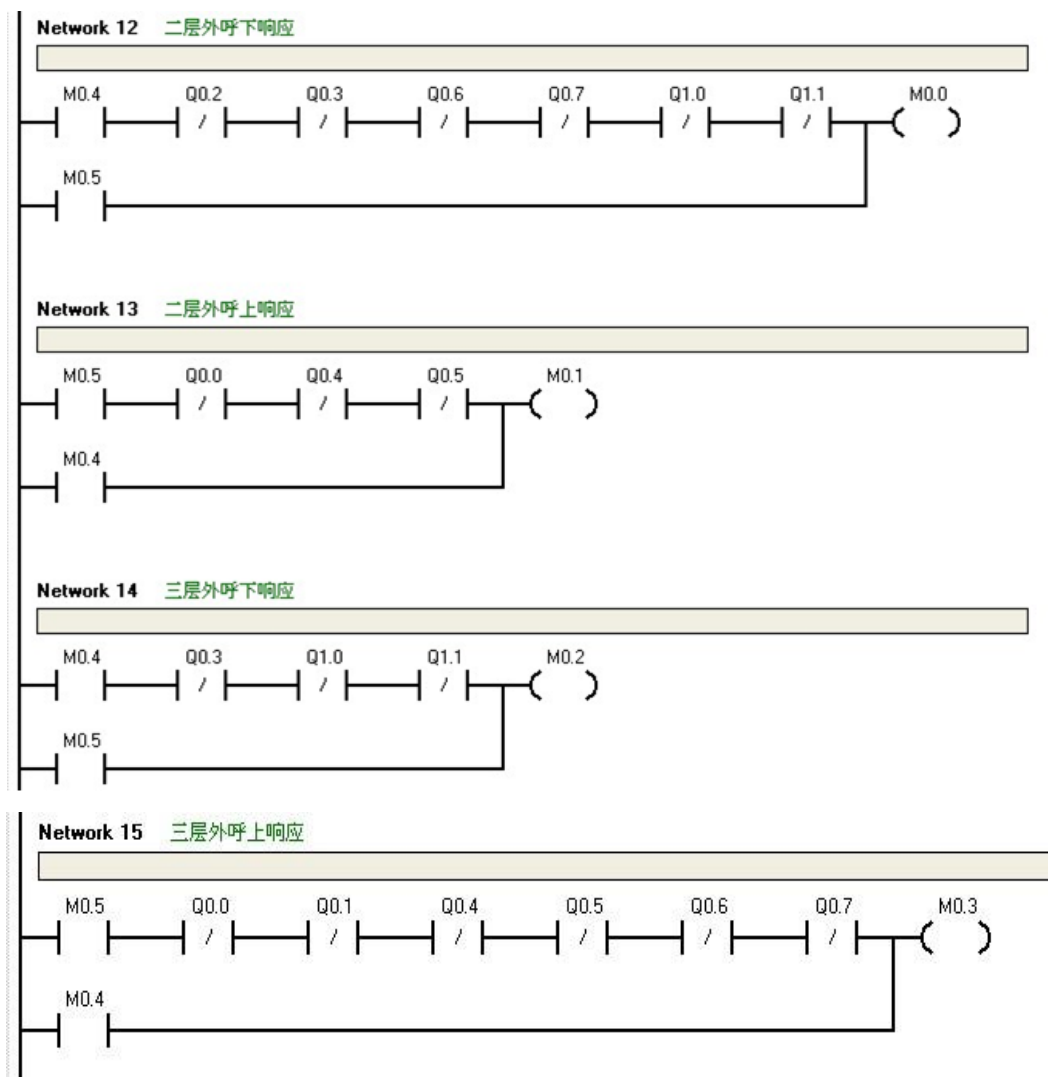 Network 12 二层外呼下响应
M0.4 Q0.2 Q0.3 Q0.6 Q0.7 Q1.0 Q1.1 M0.0
M0.5
Network 13 二层外呼上响应
M0.5 Q0.0 Q0.4 Q0.5 M0.1
M0.4
Network 14 三层外呼下响应
M0.4 Q0.3 Q1.0 Q1.1 M0.2
M0.5
Network 15 三层外呼上响应
M0.5 Q0.0 Q0.1 Q0.4 Q0.5 Q0.6 Q0.7 M0.3
M0.4